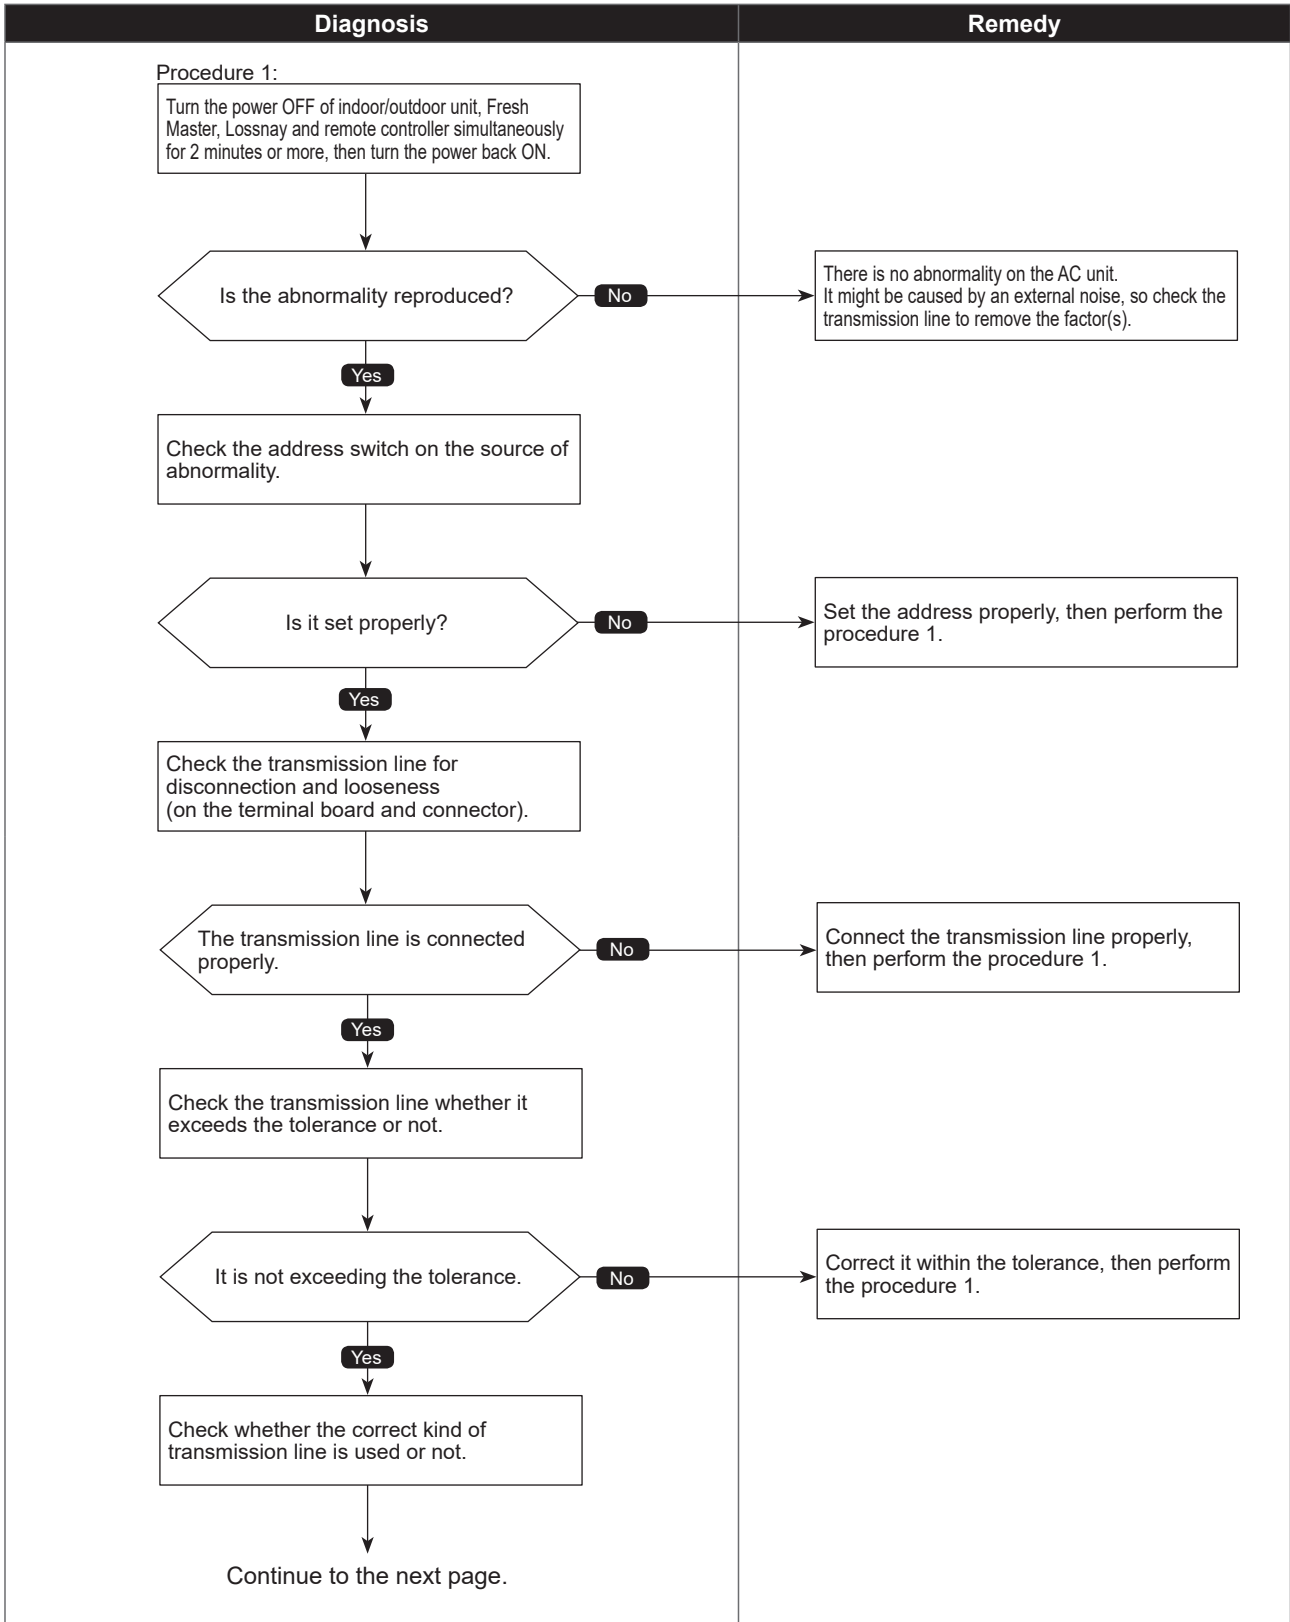 Diagnosis
Remedy
Procedure 1:
Turn the power OFF of indoor/outdoor unit, Fresh
Master, Lossnay and remote controller simultaneously
for 2 minutes or more, then turn the power back ON.
Is the abnormality reproduced?
No
There is no abnormality on the AC unit.
It might be caused by an external noise, so check the
transmission line to remove the factor(s).
Yes
Check the address switch on the source of
abnormality.
Is it set properly?
No
Set the address properly, then perform the
procedure 1.
Yes
Check the transmission line for
disconnection and looseness
(on the terminal board and connector).
The transmission line is connected
properly.
No
Connect the transmission line properly,
then perform the procedure 1.
Yes
Check the transmission line whether it
exceeds the tolerance or not.
It is not exceeding the tolerance.
No
Correct it within the tolerance, then perform
the procedure 1.
Yes
Check whether the correct kind of
transmission line is used or not.
Continue to the next page.